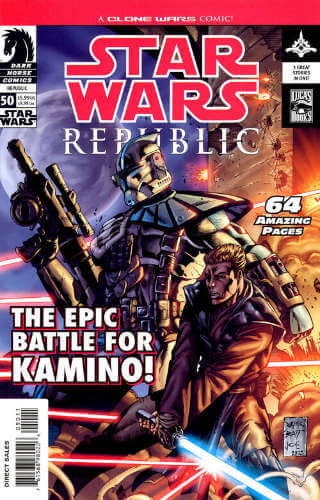 A CLONE WARS COMIC!
DARK
HORSE
COMICS
REPUBLIC
50
STAR
WARS
STAR
WARS
REPUBLIC
LUCAS
BOOKS
64
AMAZING
PAGES
THE EPIC
BATTLE FOR
KAMINO!
DIRECT SALES